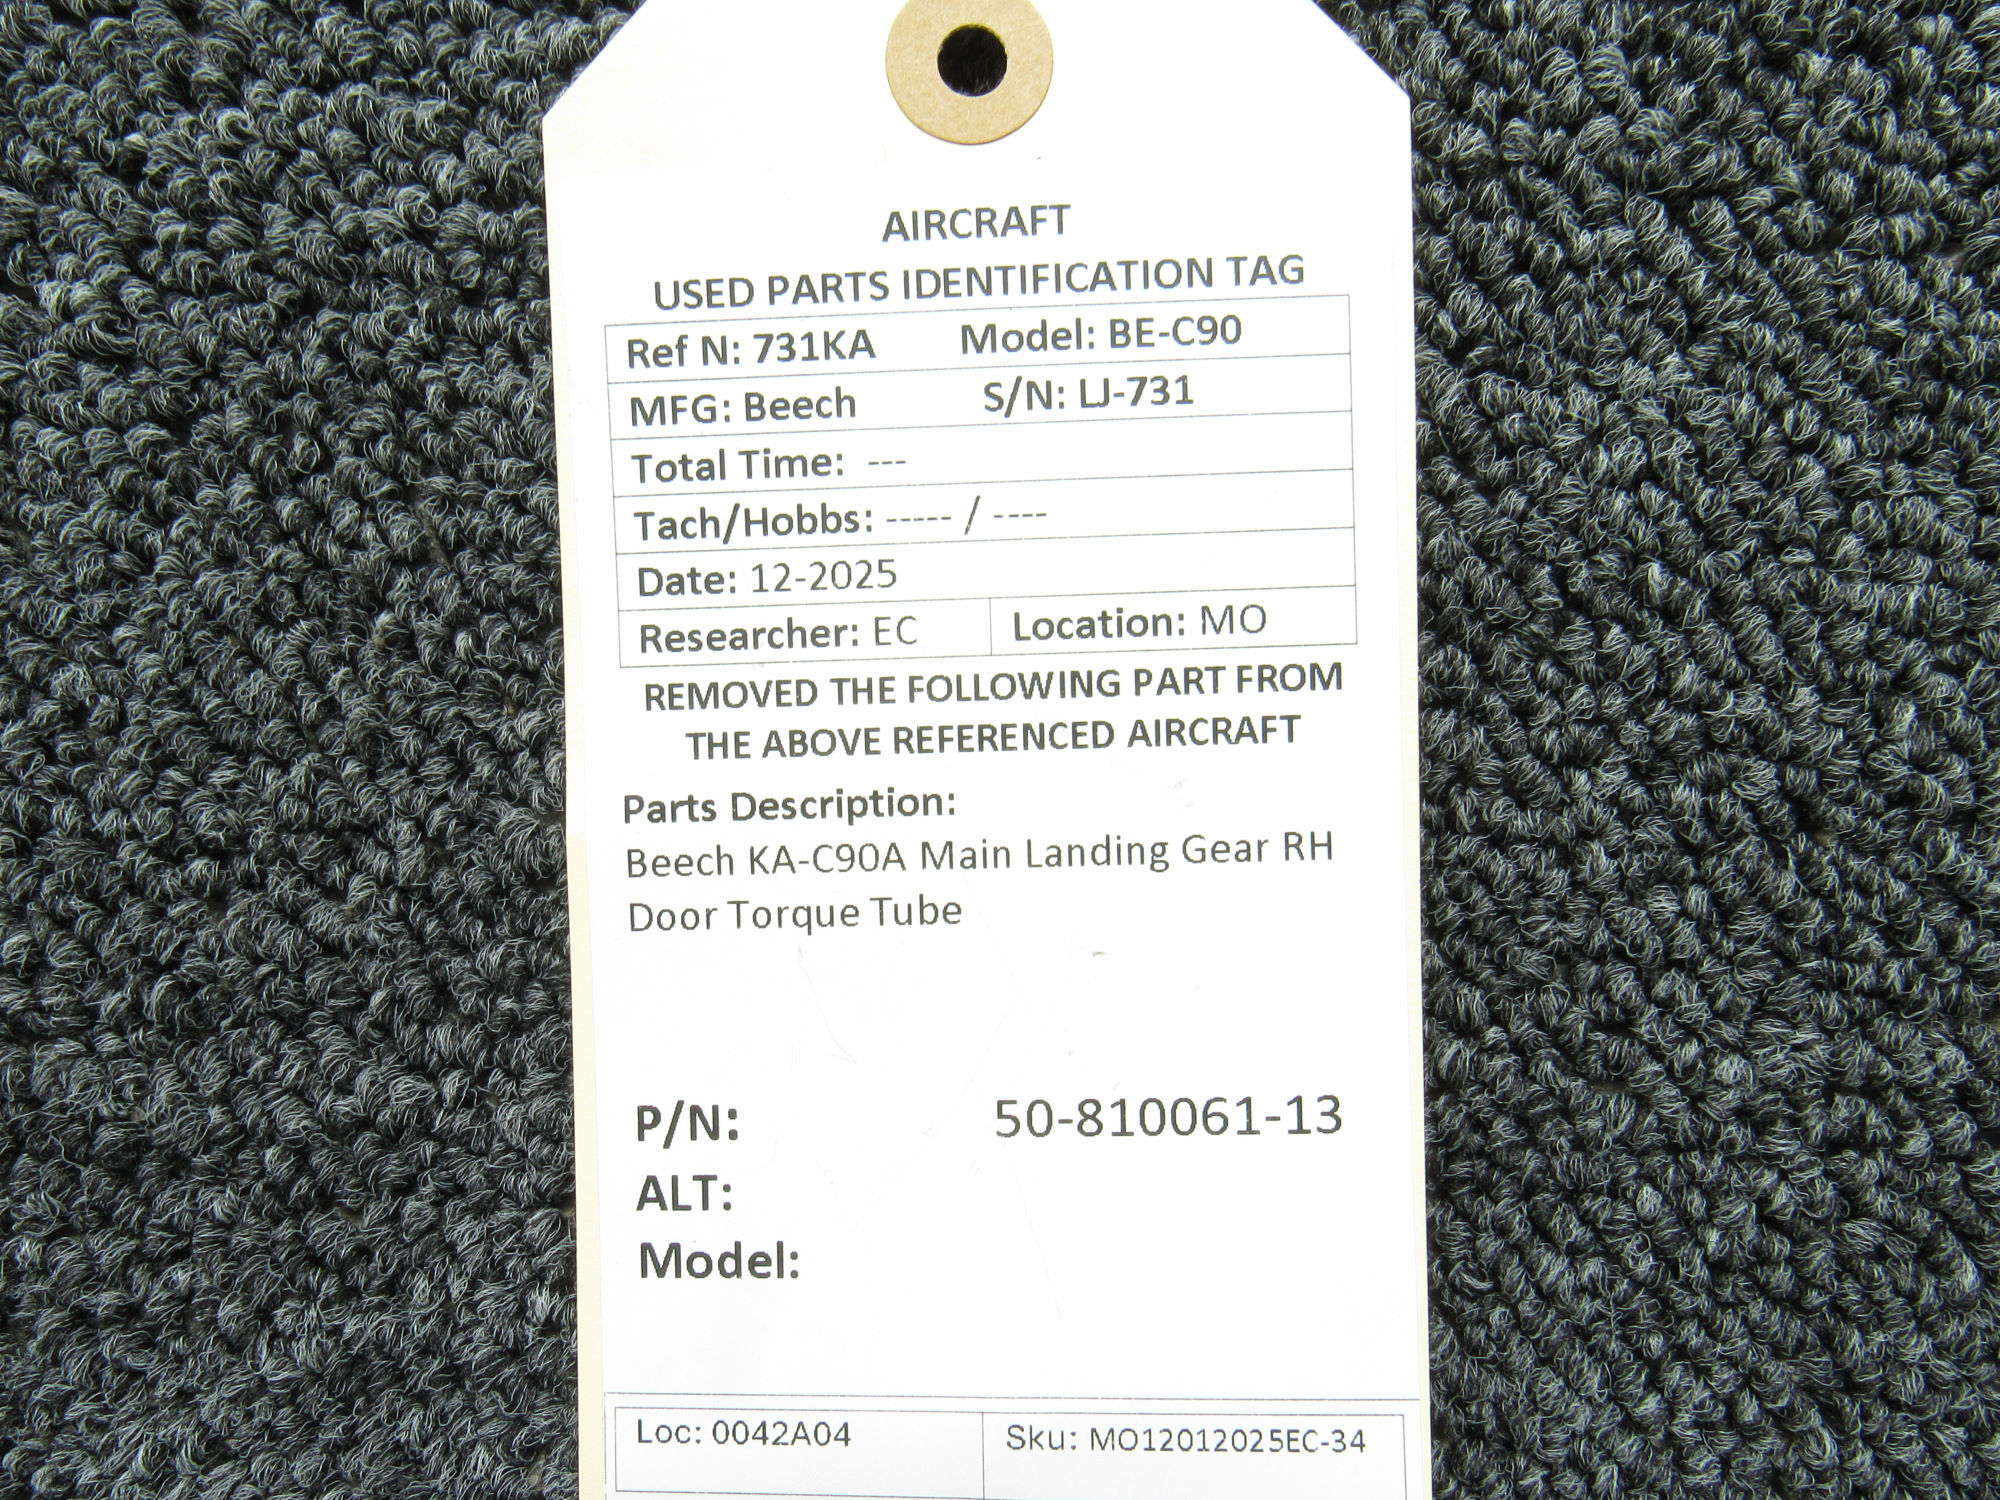 AIRCRAFT
USED PARTS IDENTIFICATION TAG
Ref N: 731KA Model: BE-C90
MFG: Beech S/N: LJ-731
Total Time: ---
Tach/Hobbs: ----- / ----
Date: 12-2025
Researcher: EC Location: MO
REMOVED THE FOLLOWING PART FROM
THE ABOVE REFERENCED AIRCRAFT
Parts Description:
Beech KA-C90A Main Landing Gear RH
Door Torque Tube
P/N: 50-810061-13
ALT:
Model:
Loc: 0042A04 Sku: MO12012025EC-34